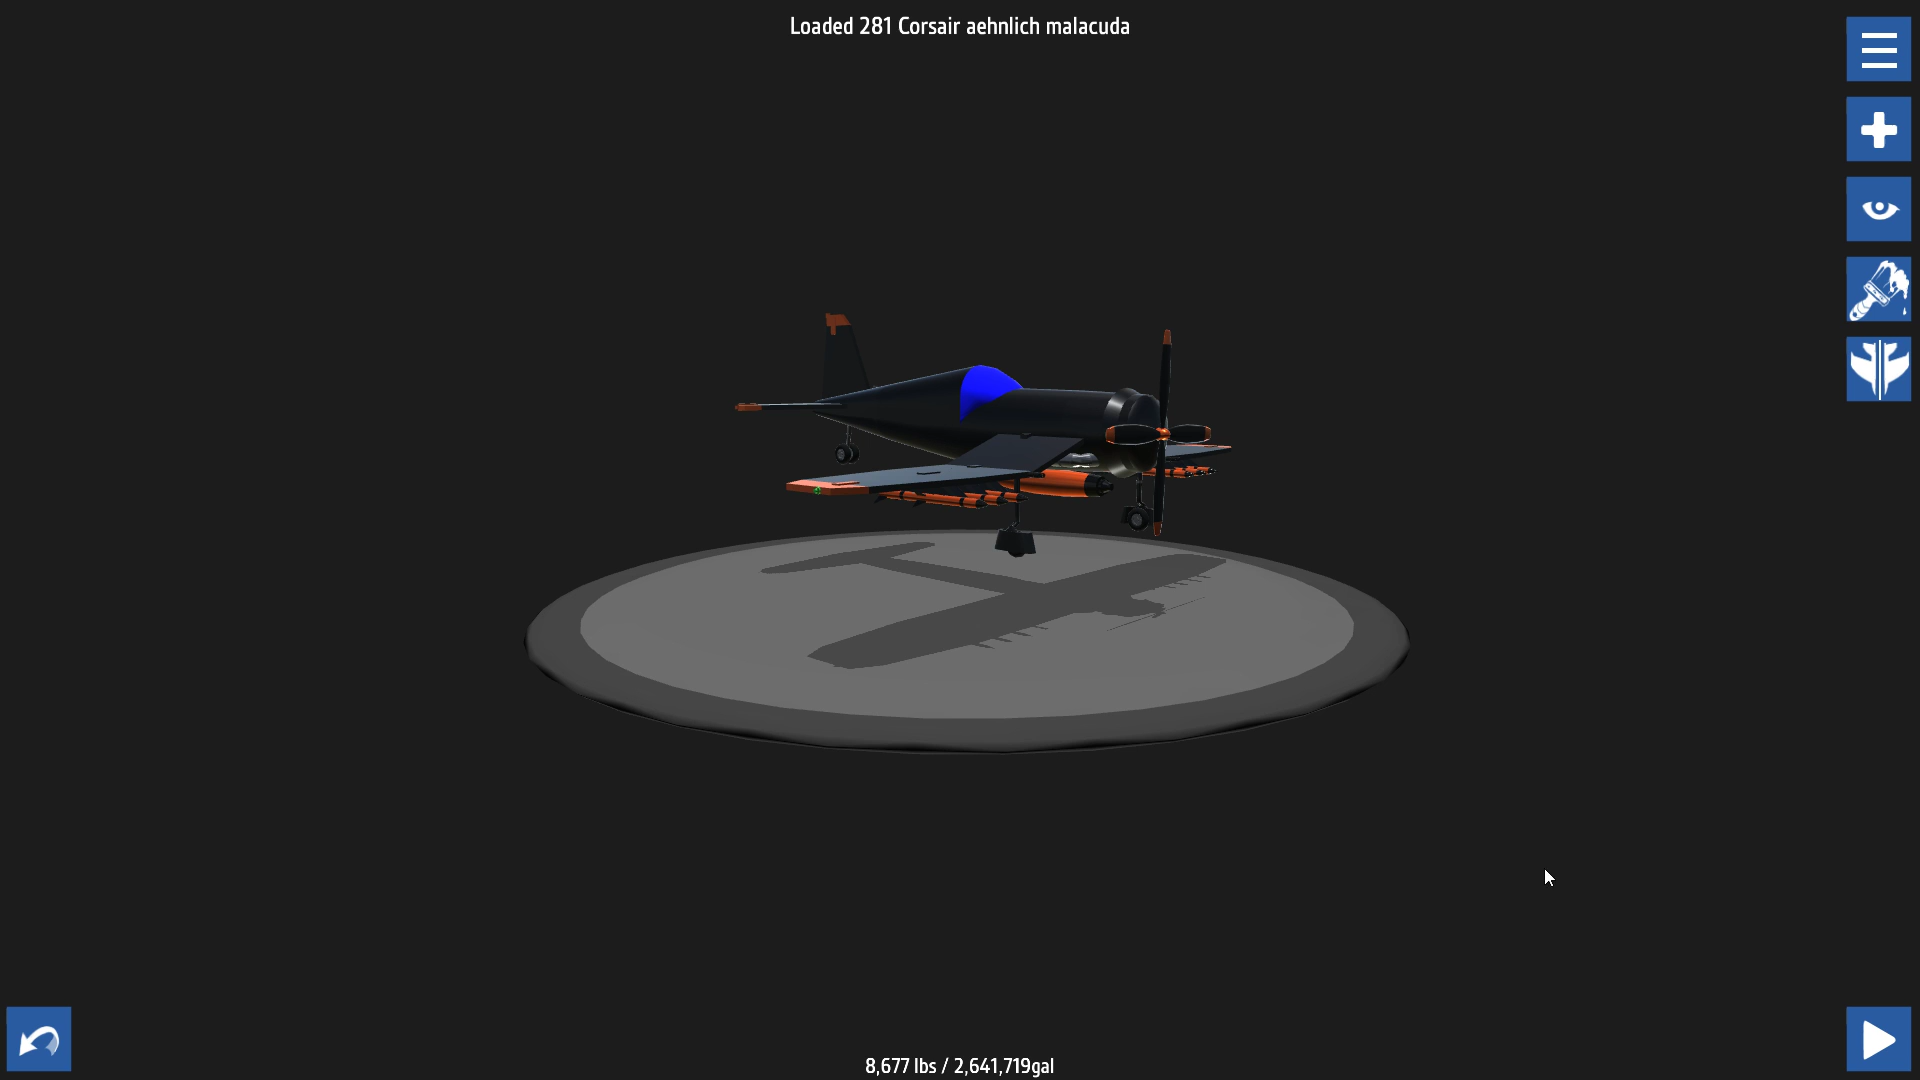 Loaded 281 Corsair aehnlich malacuda
8,677 lbs / 2,641,719gal